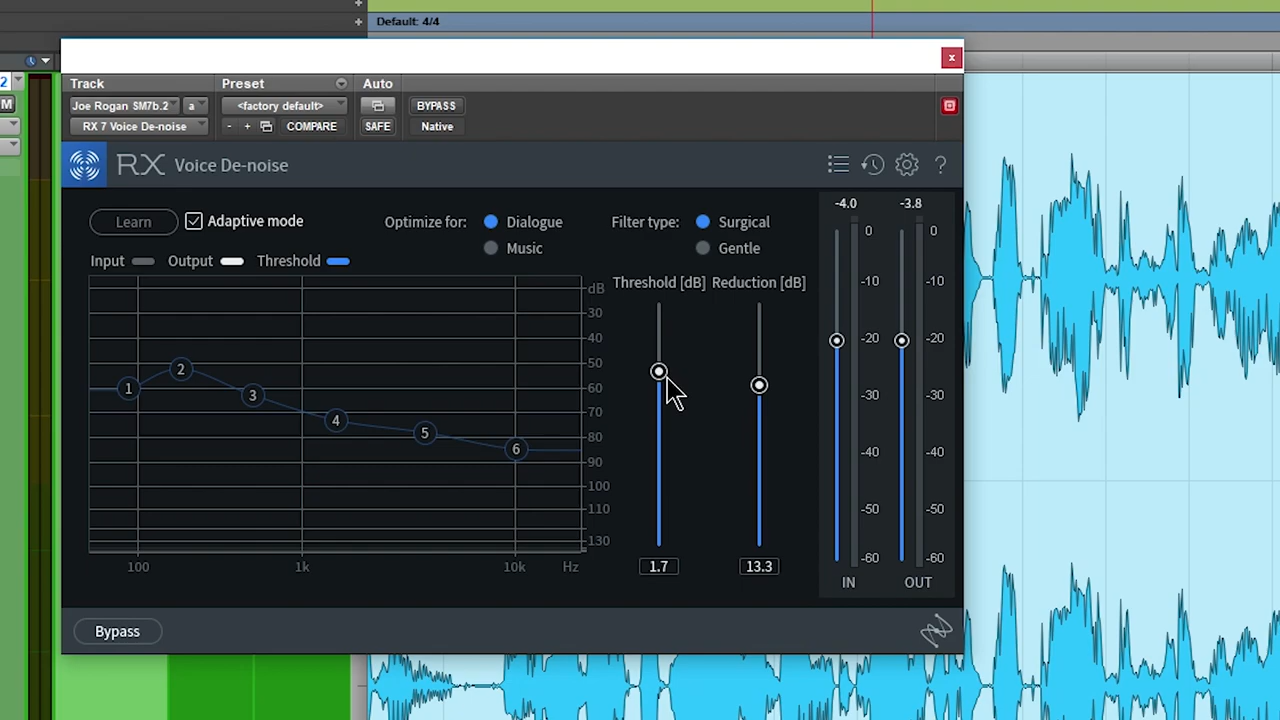 Default: 4/4
2
M
x
Track
Preset
Auto
Joe Rogan SM7b.2
a
<factory default>
BYPASS
RX 7 Voice De-noise
- +
COMPARE
SAFE
Native
RX Voice De-noise
?
Learn
Adaptive mode
Optimize for:
Dialogue
Music
Filter type:
Surgical
Gentle
Input
Output
Threshold
Threshold [dB]
Reduction [dB]
dB
30
40
50
60
70
80
90
100
110
130
1
2
3
4
5
6
100
1k
10k
Hz
1.7
13.3
-4.0
-3.8
0
-10
-20
-30
-40
-50
-60
0
-10
-20
-30
-40
-50
-60
IN
OUT
Bypass